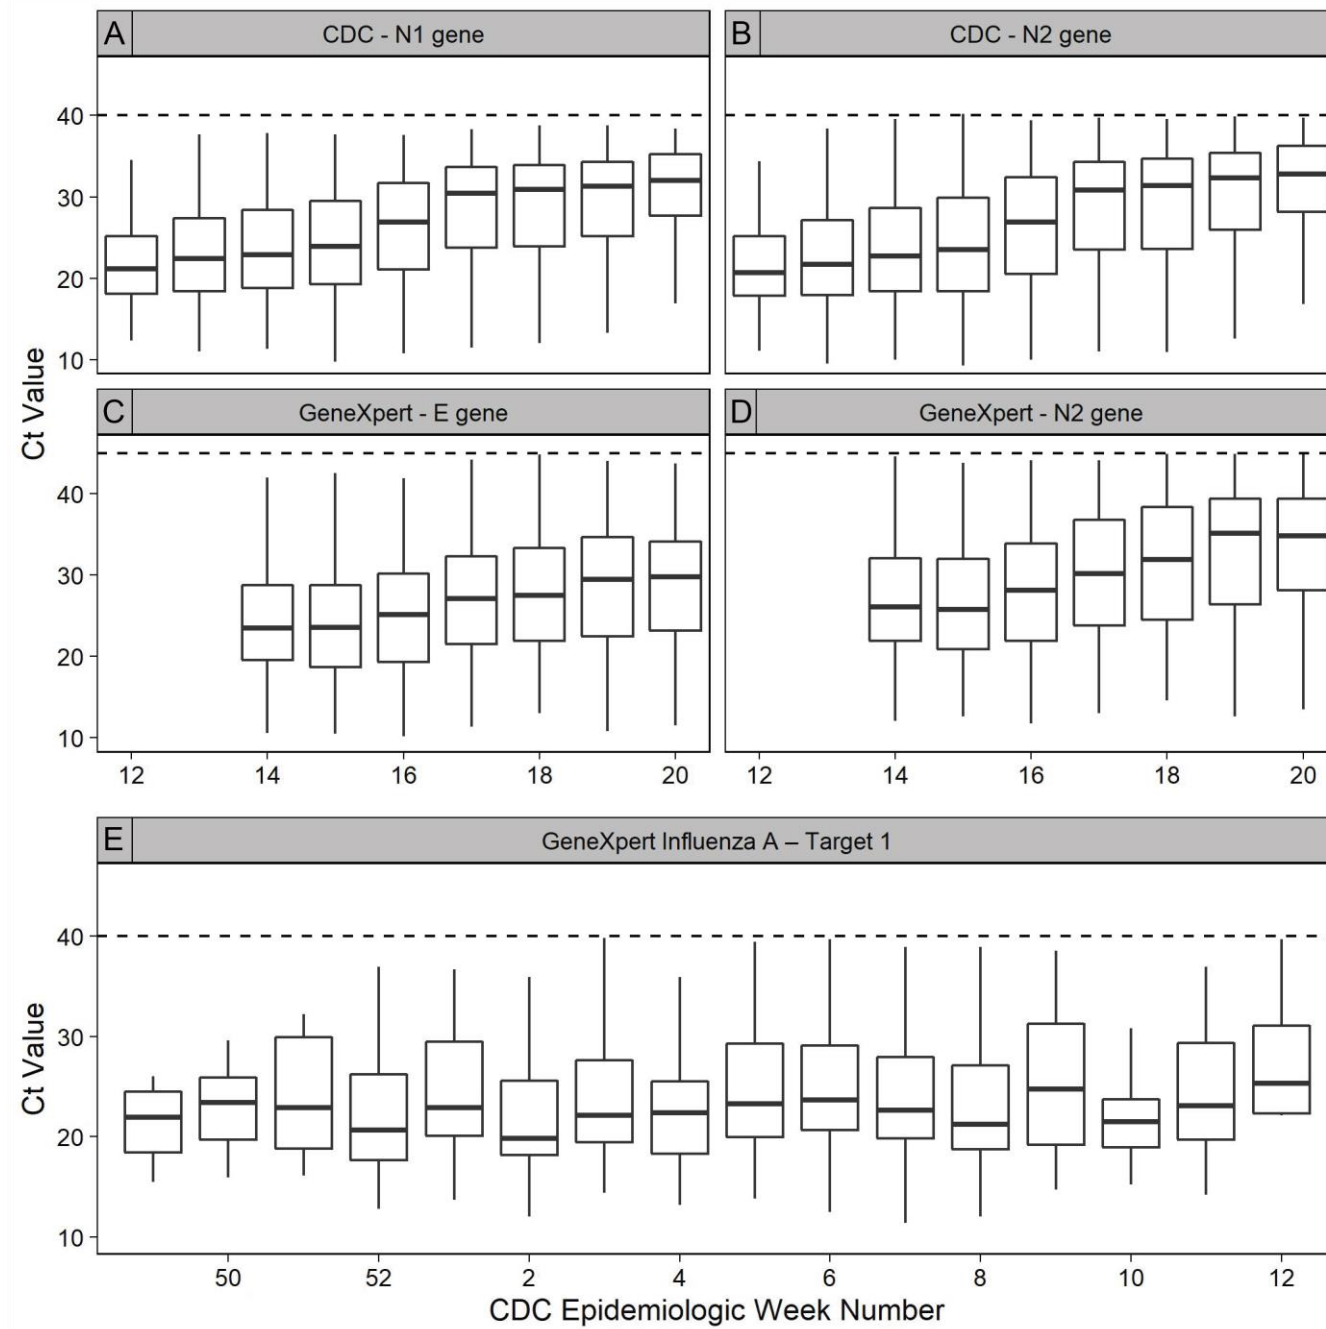 A CDC - N1 gene
B CDC - N2 gene
40
30
20
10
C GeneXpert - E gene
D GeneXpert - N2 gene
40
30
20
10
Ct Value
12 14 16 18 20
12 14 16 18 20
E GeneXpert Influenza A – Target 1
40
30
20
10
Ct Value
50 52 2 4 6 8 10 12
CDC Epidemiologic Week Number